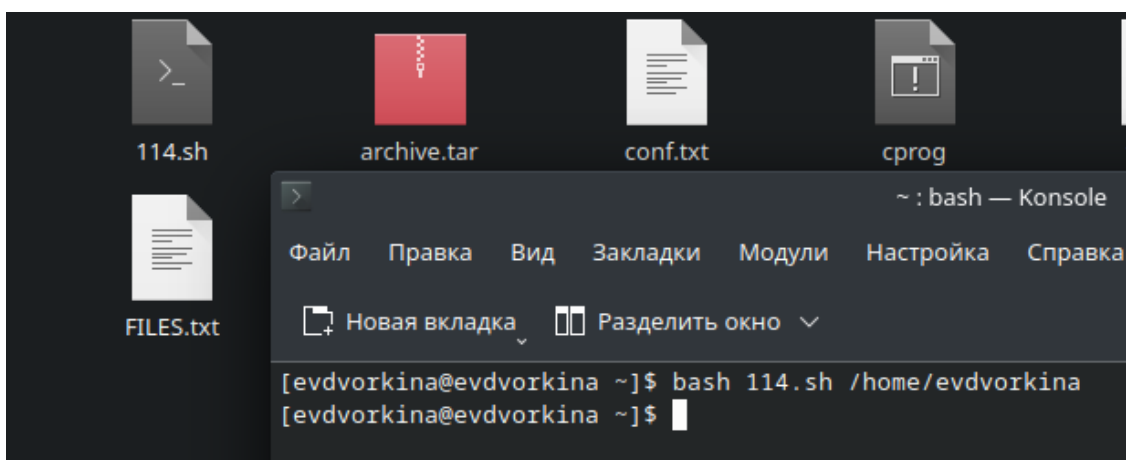 114.sh archive.tar conf.txt cprog
FILES.txt
~ : bash — Konsole
Файл Правка Вид Закладки Модули Настройка Справка
Новая вкладка Разделить окно
[evdvorkina@evdvorkina ~]$ bash 114.sh /home/evdvorkina
[evdvorkina@evdvorkina ~]$